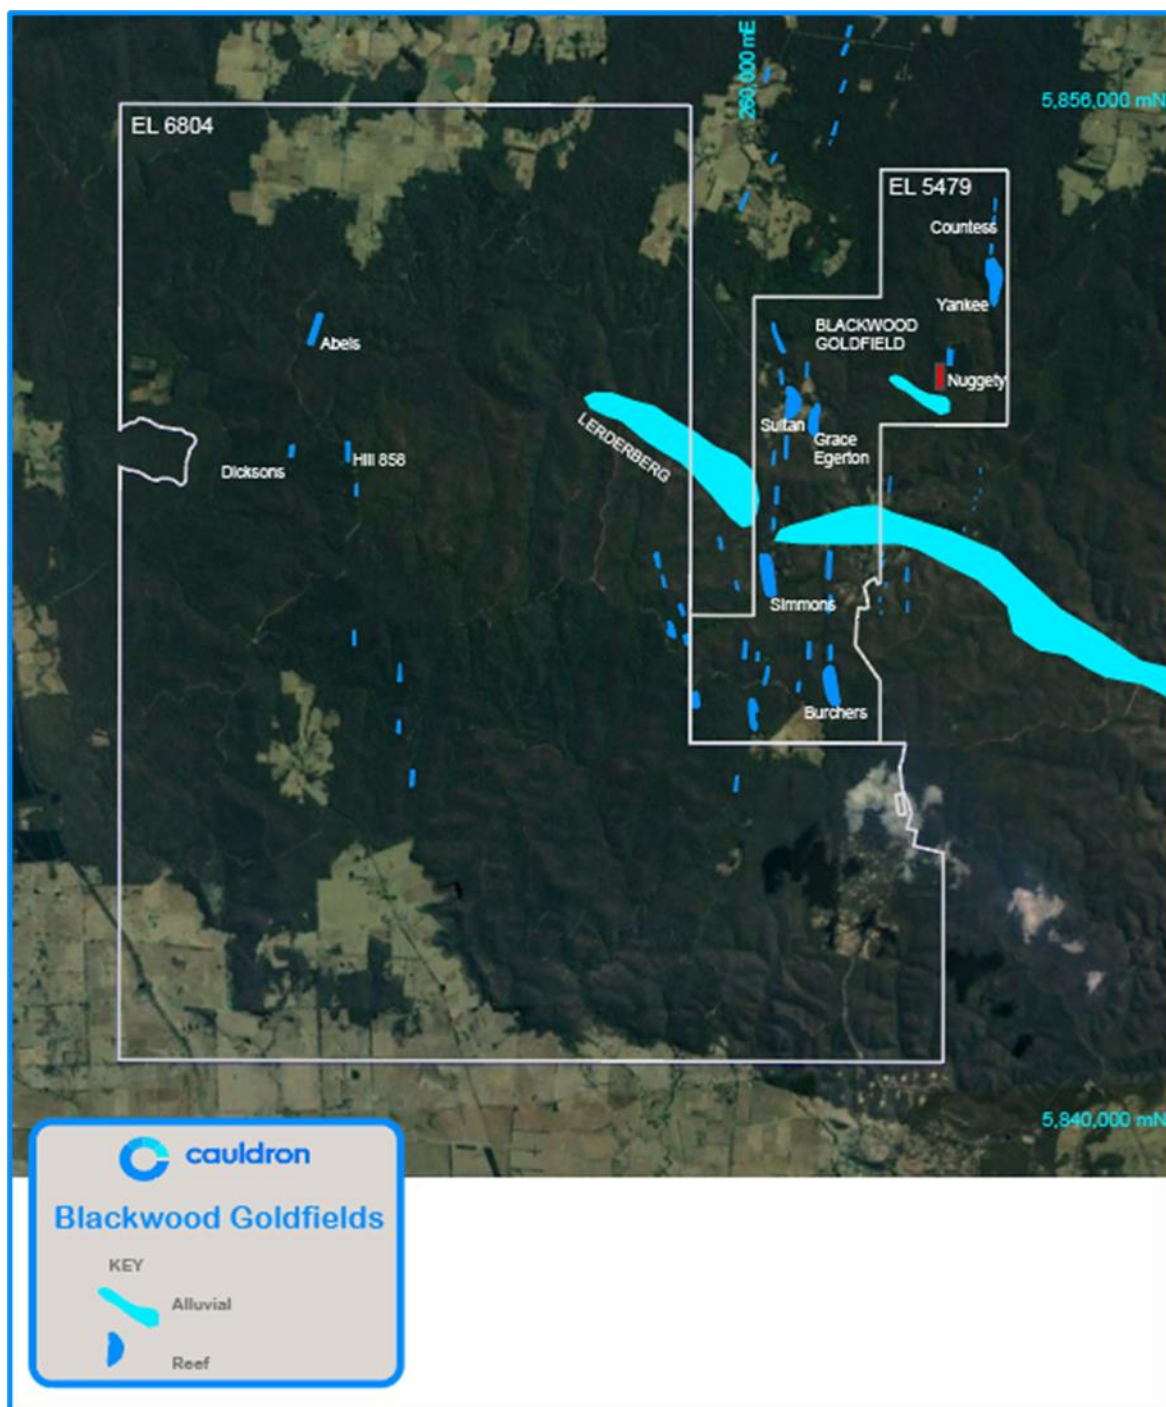 260,000 mE
5,856,000 mN
EL 6804
EL 5479
Countess
Yankee
BLACKWOOD
GOLDFIELD
Abels
Nuggety
LERDERBERG
Sultan
Grace
Egerton
Dicksons
Hill 858
Simmons
Burchers
5,840,000 mN
cauldron
Blackwood Goldfields
KEY
Alluvial
Reef